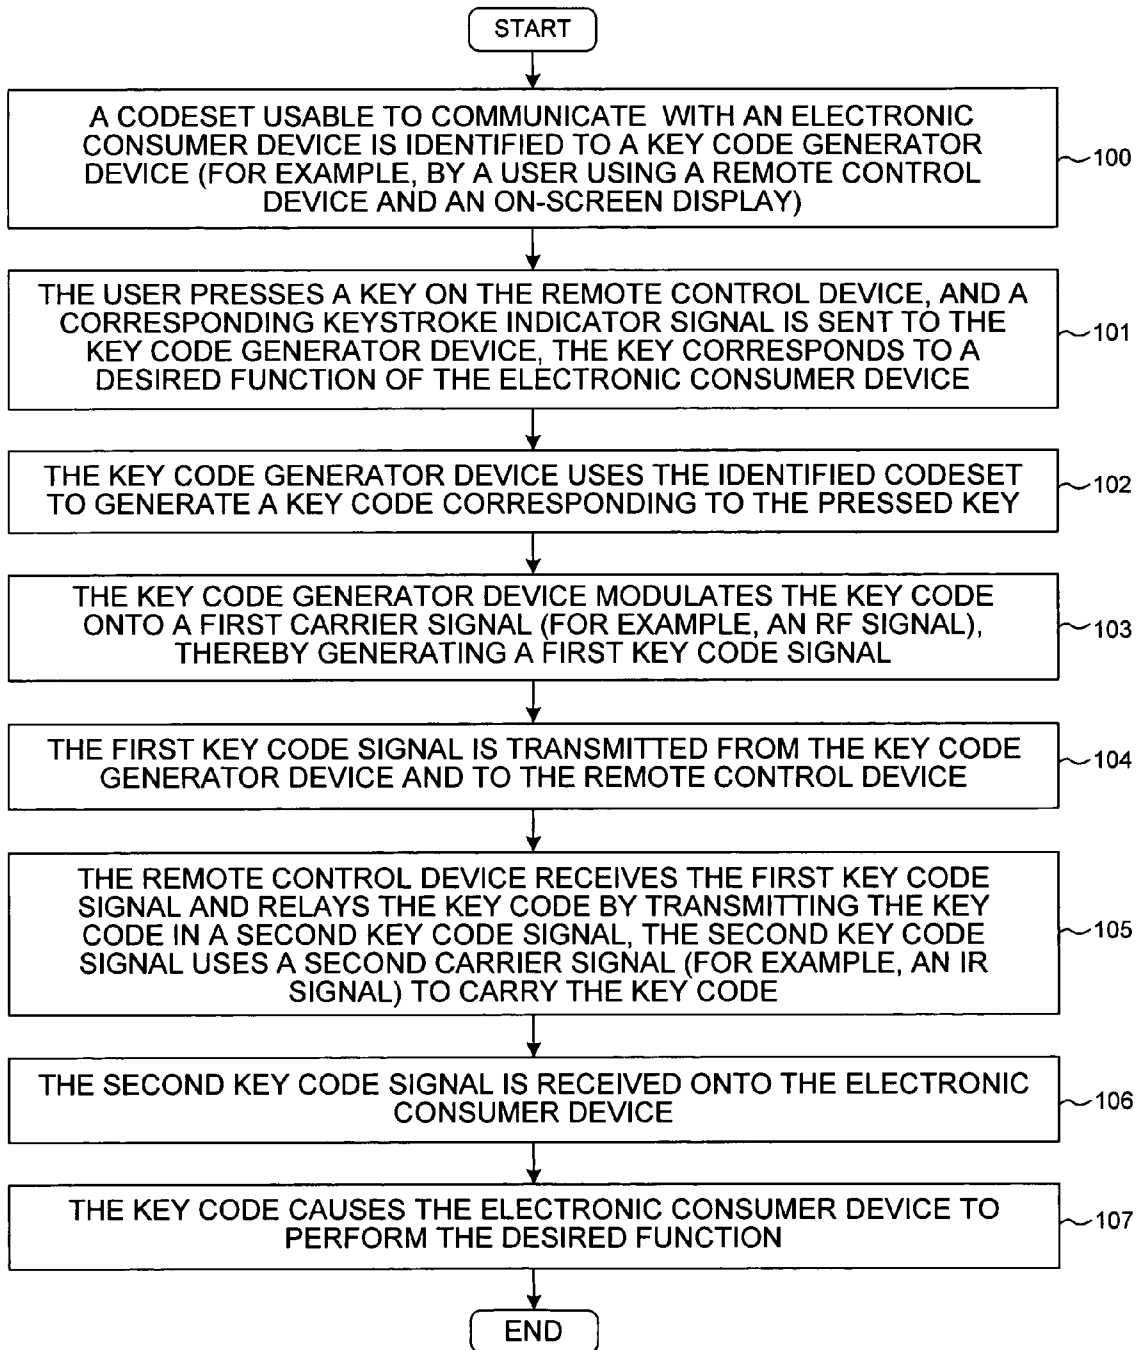 START
A CODESET USABLE TO COMMUNICATE WITH AN ELECTRONIC
CONSUMER DEVICE IS IDENTIFIED TO A KEY CODE GENERATOR
DEVICE (FOR EXAMPLE, BY A USER USING A REMOTE CONTROL
DEVICE AND AN ON-SCREEN DISPLAY)
100
THE USER PRESSES A KEY ON THE REMOTE CONTROL DEVICE, AND A
CORRESPONDING KEYSTROKE INDICATOR SIGNAL IS SENT TO THE
KEY CODE GENERATOR DEVICE, THE KEY CORRESPONDS TO A
DESIRED FUNCTION OF THE ELECTRONIC CONSUMER DEVICE
101
THE KEY CODE GENERATOR DEVICE USES THE IDENTIFIED CODESET
TO GENERATE A KEY CODE CORRESPONDING TO THE PRESSED KEY
102
THE KEY CODE GENERATOR DEVICE MODULATES THE KEY CODE
ONTO A FIRST CARRIER SIGNAL (FOR EXAMPLE, AN RF SIGNAL),
THEREBY GENERATING A FIRST KEY CODE SIGNAL
103
THE FIRST KEY CODE SIGNAL IS TRANSMITTED FROM THE KEY CODE
GENERATOR DEVICE AND TO THE REMOTE CONTROL DEVICE
104
THE REMOTE CONTROL DEVICE RECEIVES THE FIRST KEY CODE
SIGNAL AND RELAYS THE KEY CODE BY TRANSMITTING THE KEY
CODE IN A SECOND KEY CODE SIGNAL, THE SECOND KEY CODE
SIGNAL USES A SECOND CARRIER SIGNAL (FOR EXAMPLE, AN IR
SIGNAL) TO CARRY THE KEY CODE
105
THE SECOND KEY CODE SIGNAL IS RECEIVED ONTO THE ELECTRONIC
CONSUMER DEVICE
106
THE KEY CODE CAUSES THE ELECTRONIC CONSUMER DEVICE TO
PERFORM THE DESIRED FUNCTION
107
END